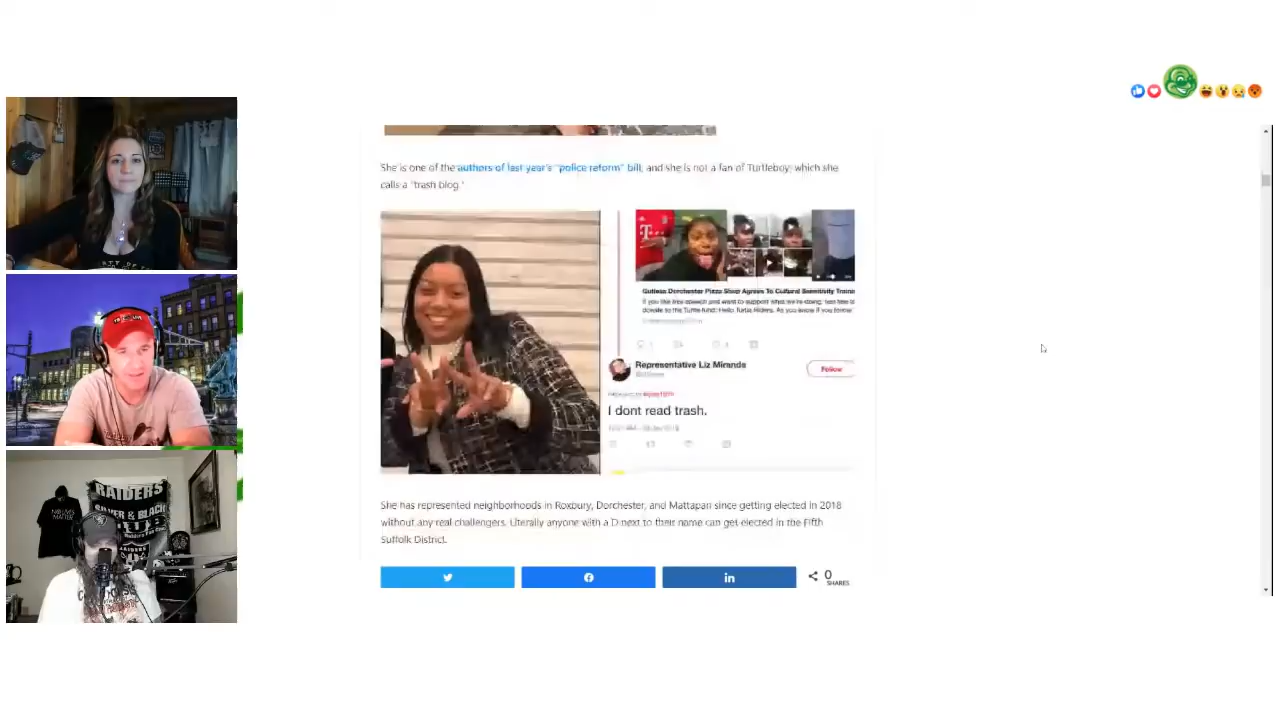 She is one of the authors of last year's "police reform" bill, and she is not a fan of Turtleboy, which she
calls a "trash blog."
Gutless Dorchester Pizza Shop Agrees To Cultural Sensitivity
Representative Liz Miranda
Follow
I dont read trash.
She has represented neighborhoods in Roxbury, Dorchester, and Mattapan since getting elected in 2018
without any real challengers. Literally anyone with a D next to their name can get elected in the Fifth
Suffolk District.
0
SHARES
NO LIVES
MATTER
RAIDERS
SILVER & BLACK